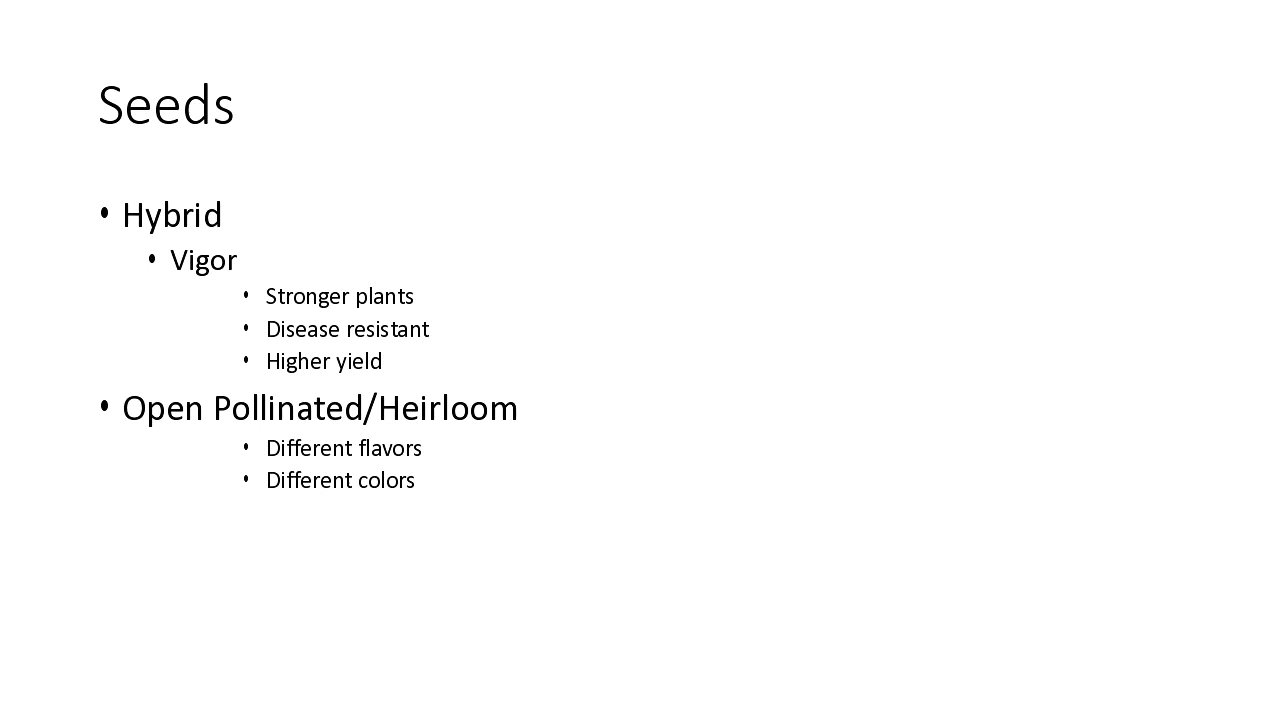 Seeds
• Hybrid
• Vigor
• Stronger plants
• Disease resistant
• Higher yield
• Open Pollinated/Heirloom
• Different flavors
• Different colors